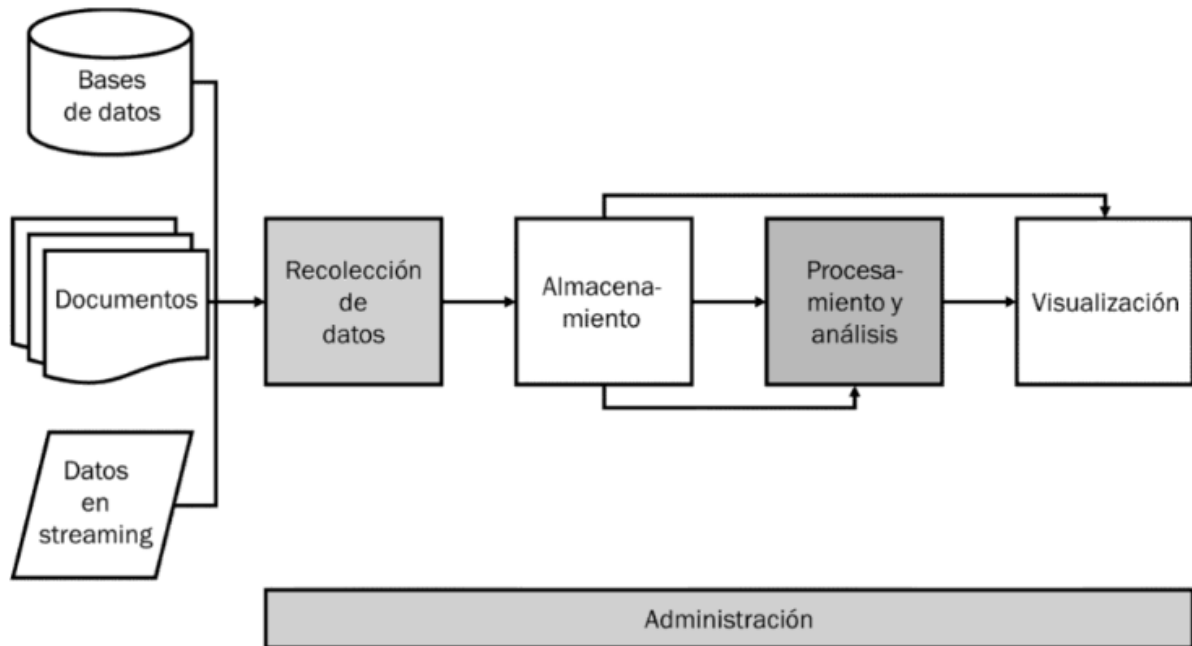 Bases
de datos
Documentos
Datos
en
streaming
Recolección
de
datos
Almacena-
miento
Procesa-
miento y
análisis
Visualización
Administración